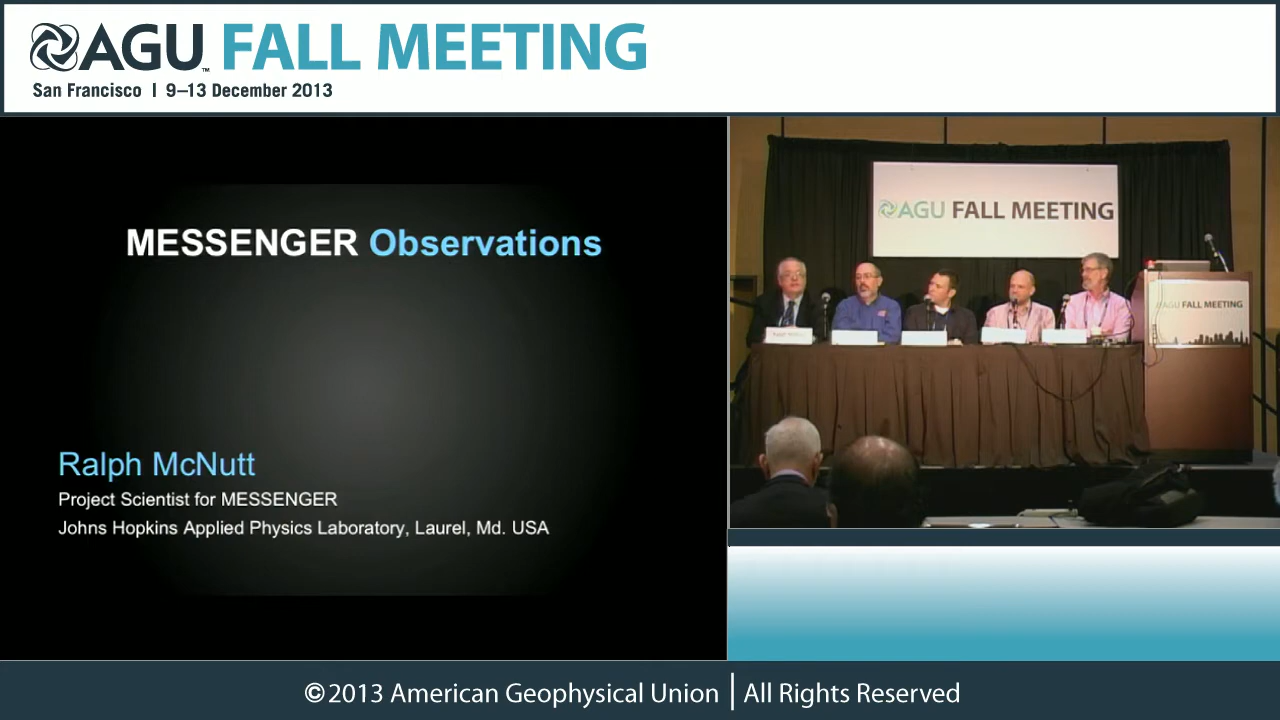 AGU™ FALL MEETING
San Francisco | 9–13 December 2013
MESSENGER Observations
Ralph McNutt
Project Scientist for MESSENGER
Johns Hopkins Applied Physics Laboratory, Laurel, Md. USA
AGU FALL MEETING
AGU FALL MEETING
©2013 American Geophysical Union | All Rights Reserved